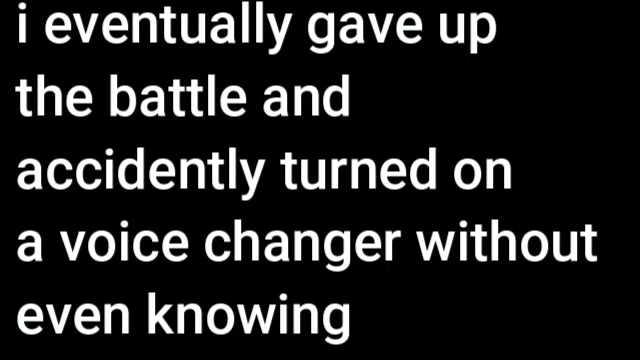 i eventually gave up
the battle and
accidently turned on
a voice changer without
even knowing